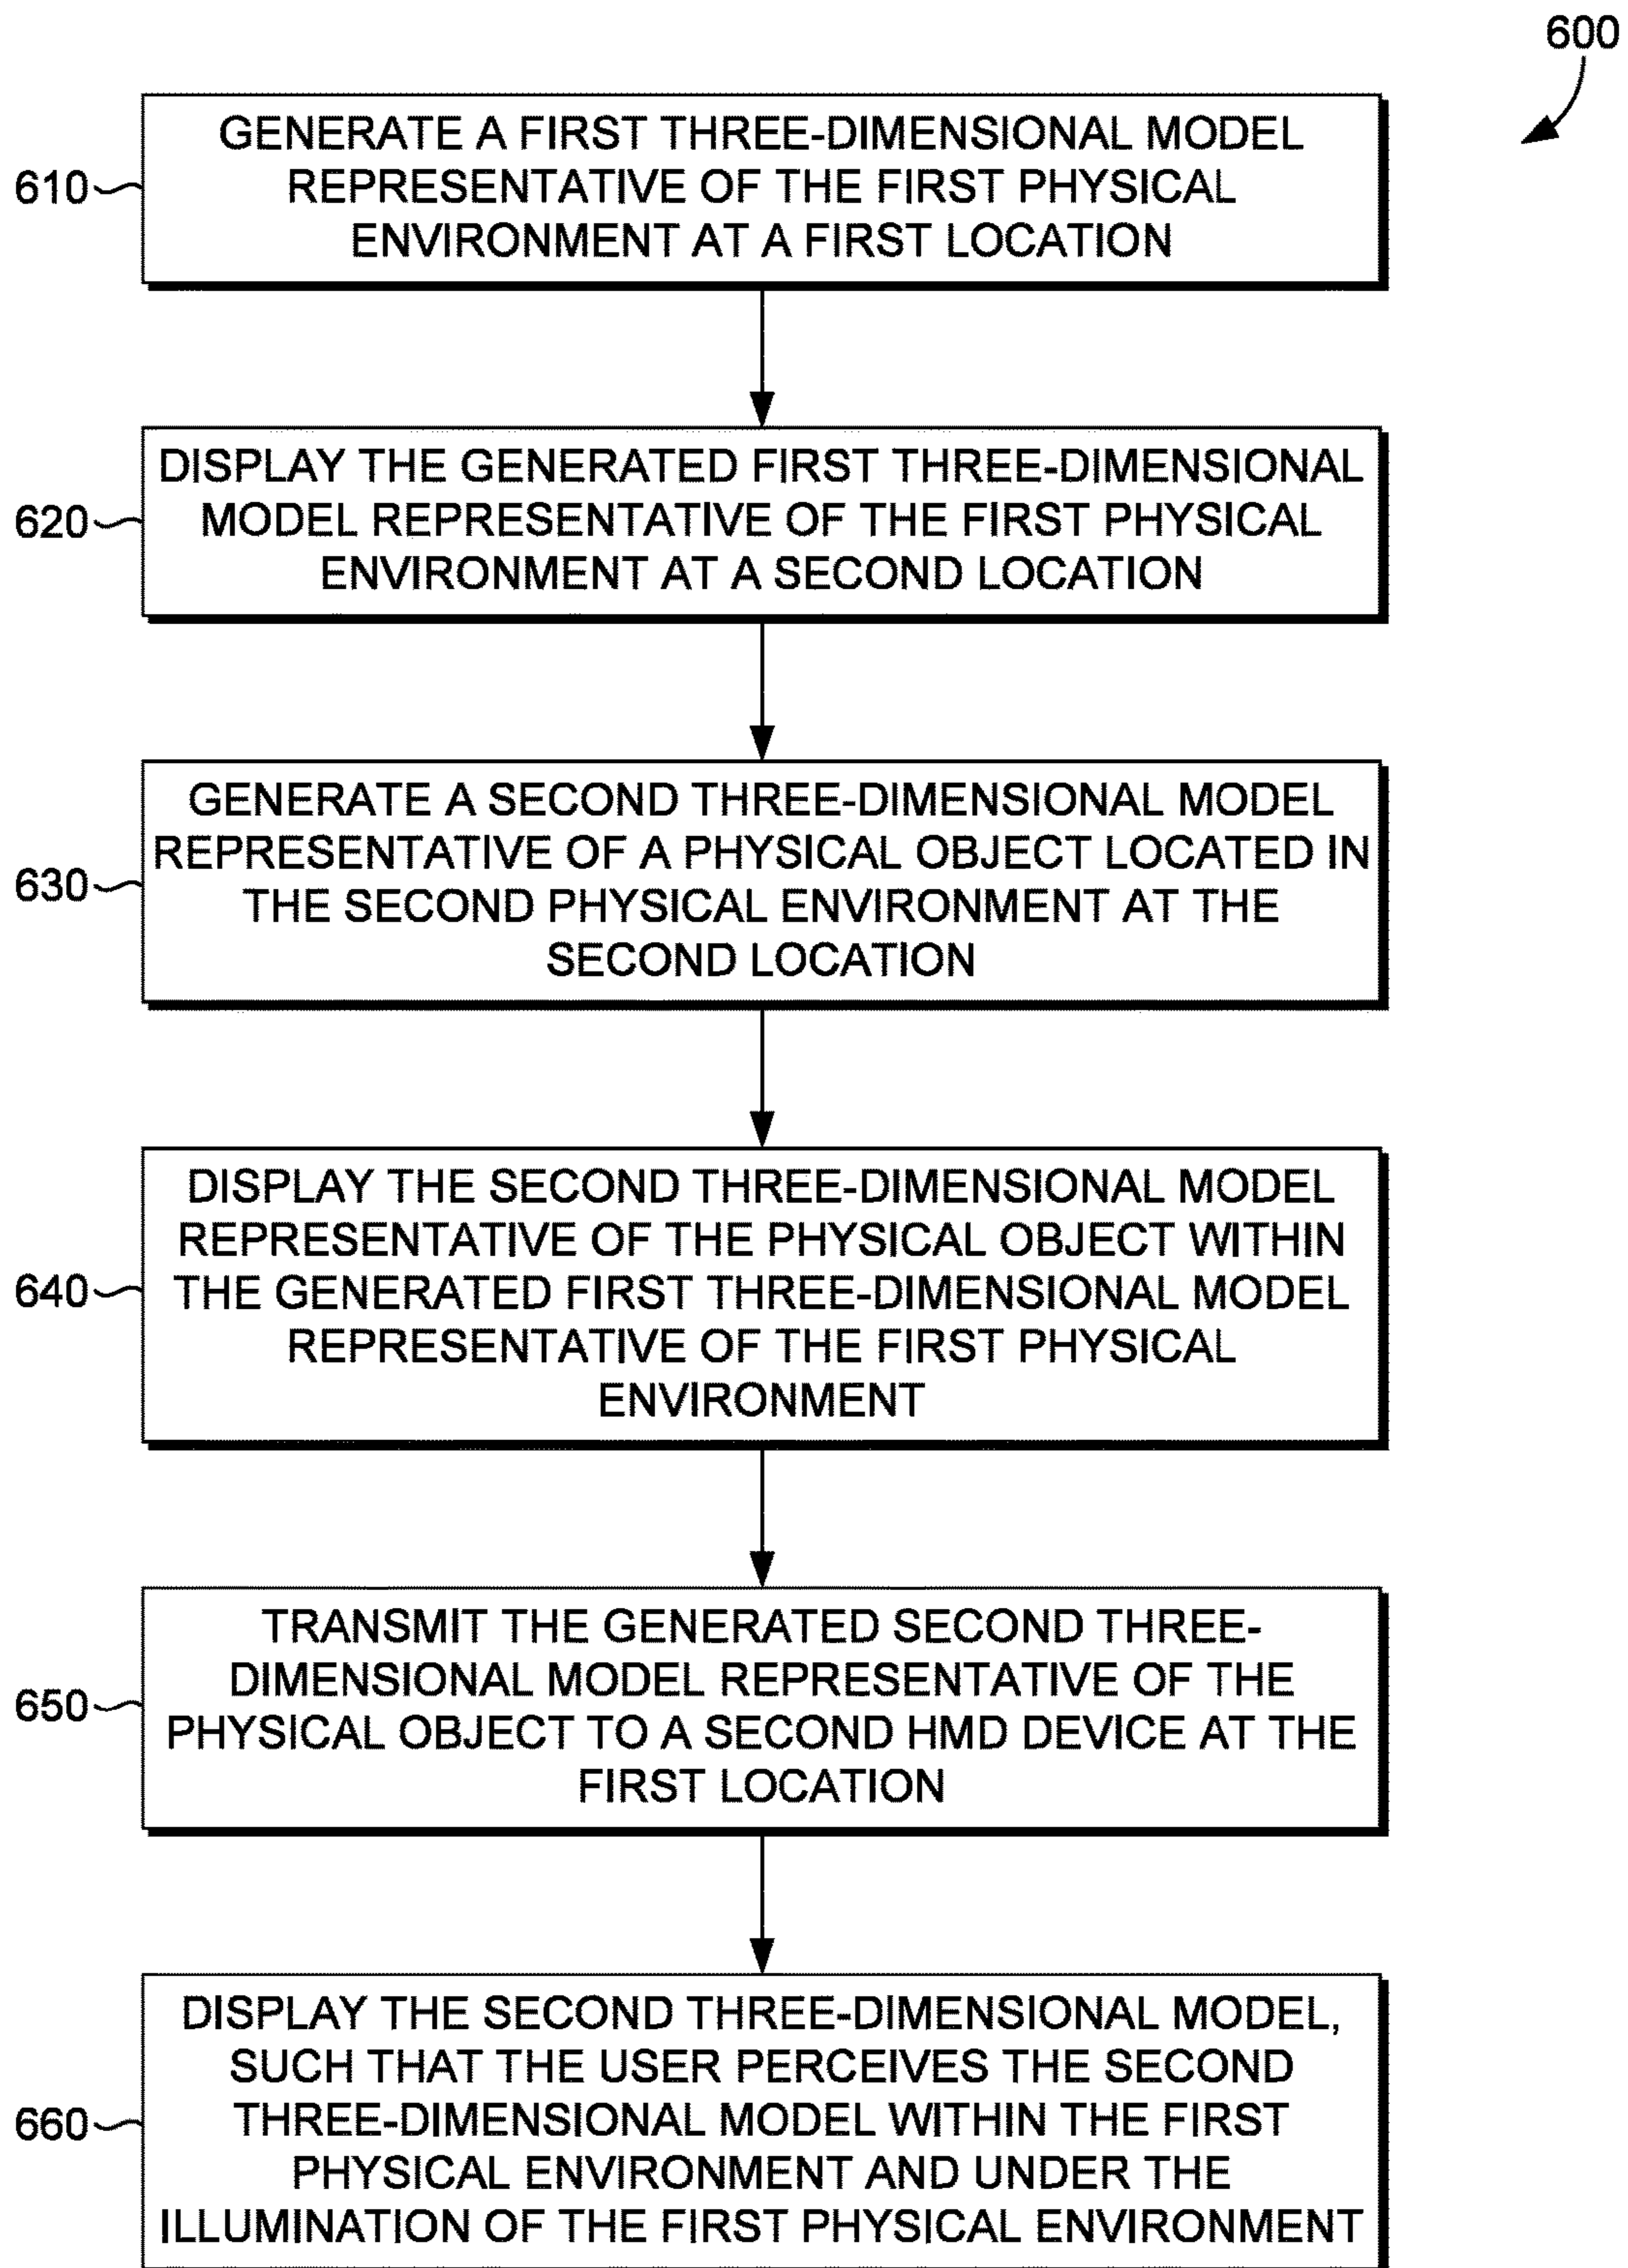 600
610
GENERATE A FIRST THREE-DIMENSIONAL MODEL
REPRESENTATIVE OF THE FIRST PHYSICAL
ENVIRONMENT AT A FIRST LOCATION
620
DISPLAY THE GENERATED FIRST THREE-DIMENSIONAL
MODEL REPRESENTATIVE OF THE FIRST PHYSICAL
ENVIRONMENT AT A SECOND LOCATION
630
GENERATE A SECOND THREE-DIMENSIONAL MODEL
REPRESENTATIVE OF A PHYSICAL OBJECT LOCATED IN
THE SECOND PHYSICAL ENVIRONMENT AT THE
SECOND LOCATION
640
DISPLAY THE SECOND THREE-DIMENSIONAL MODEL
REPRESENTATIVE OF THE PHYSICAL OBJECT WITHIN
THE GENERATED FIRST THREE-DIMENSIONAL MODEL
REPRESENTATIVE OF THE FIRST PHYSICAL
ENVIRONMENT
650
TRANSMIT THE GENERATED SECOND THREE-
DIMENSIONAL MODEL REPRESENTATIVE OF THE
PHYSICAL OBJECT TO A SECOND HMD DEVICE AT THE
FIRST LOCATION
660
DISPLAY THE SECOND THREE-DIMENSIONAL MODEL,
SUCH THAT THE USER PERCEIVES THE SECOND
THREE-DIMENSIONAL MODEL WITHIN THE FIRST
PHYSICAL ENVIRONMENT AND UNDER THE
ILLUMINATION OF THE FIRST PHYSICAL ENVIRONMENT